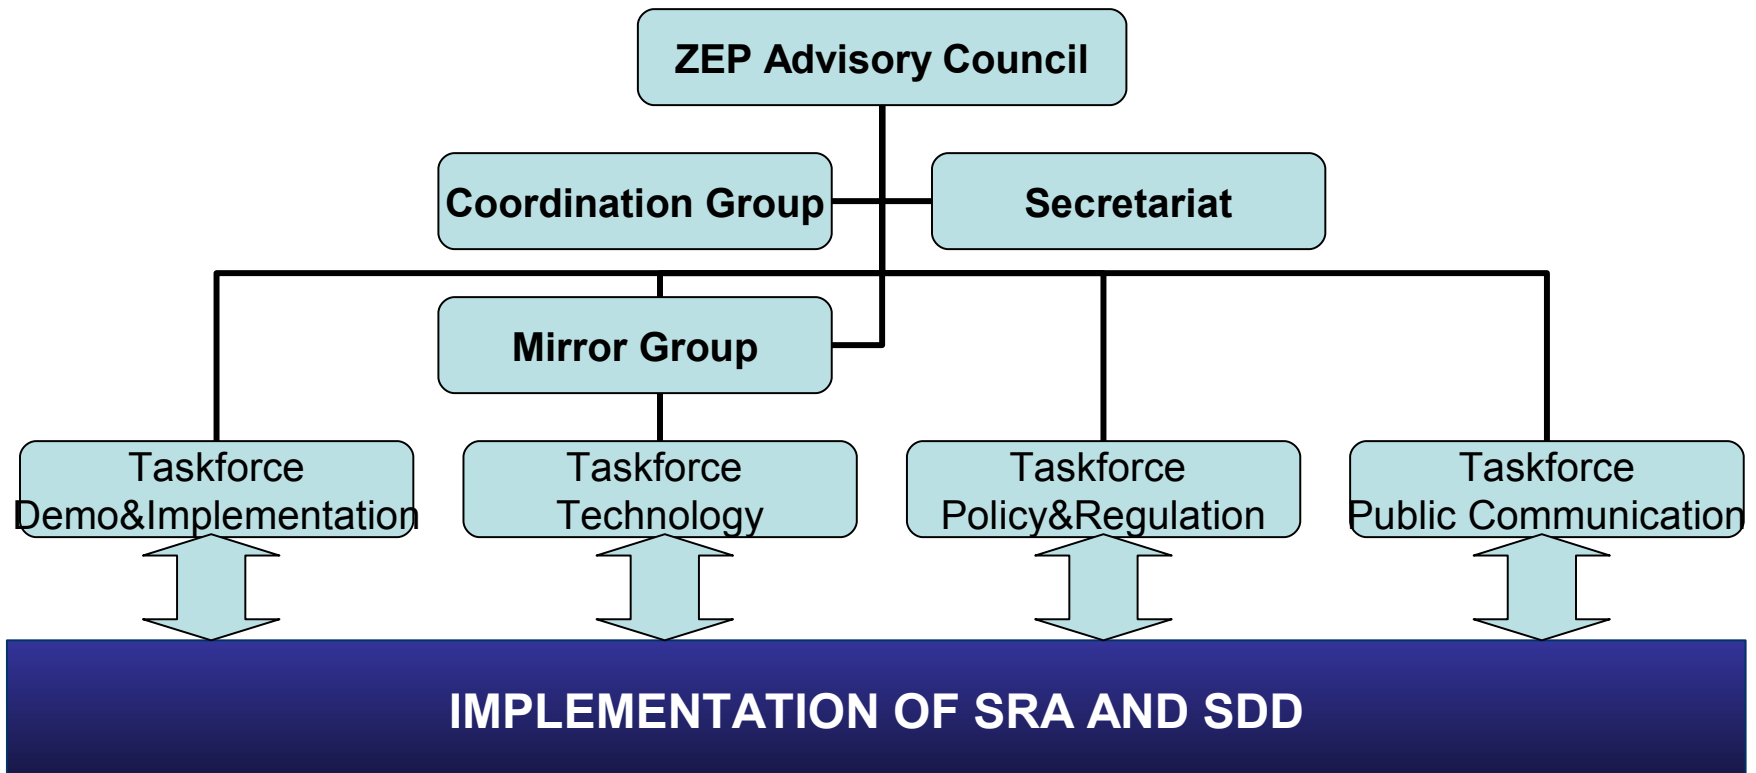 ZEP Advisory Council
Coordination Group
Secretariat
Mirror Group
Taskforce
Demo&Implementation
Taskforce
Technology
Taskforce
Policy&Regulation
Taskforce
Public Communication
IMPLEMENTATION OF SRA AND SDD